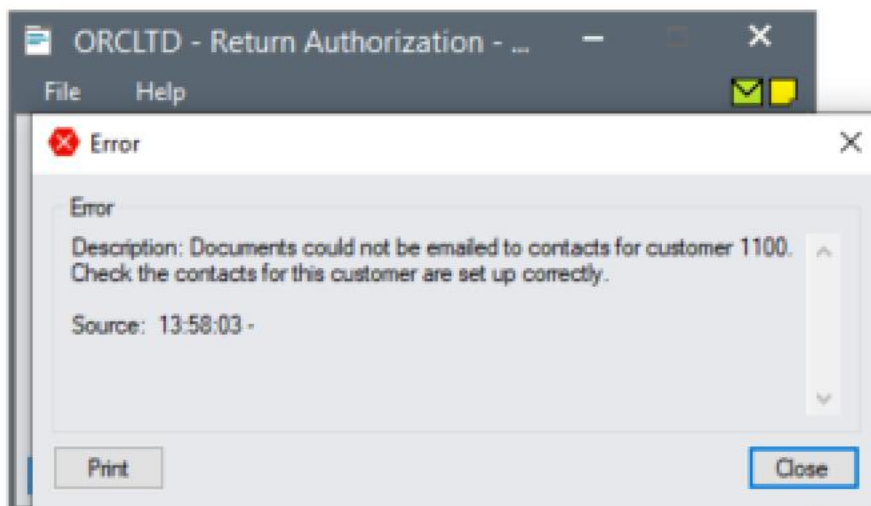 ORCLTD - Return Authorization - ...
File Help
Error
Error
Description: Documents could not be emailed to contacts for customer 1100.
Check the contacts for this customer are set up correctly.
Source: 13:58:03 -
Print Close